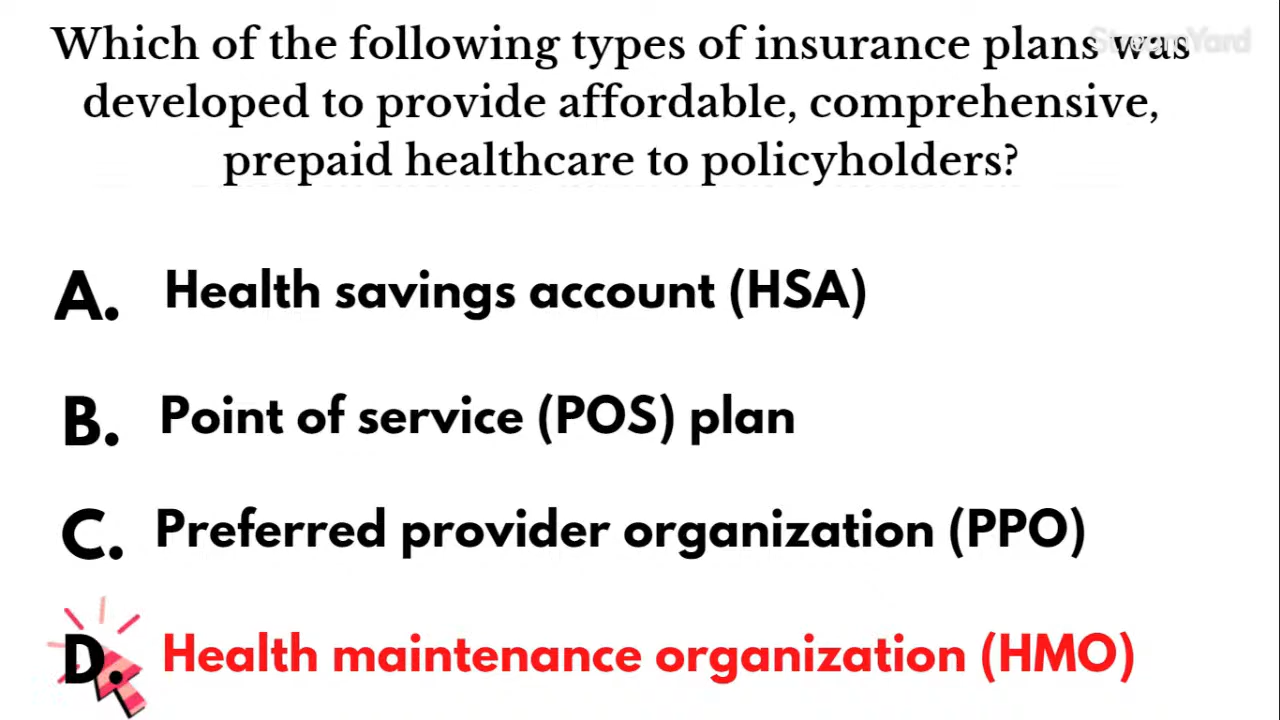 Which of the following types of insurance plans was
StreamYard
developed to provide affordable, comprehensive,
prepaid healthcare to policyholders?
A. Health savings account (HSA)
B. Point of service (POS) plan
C. Preferred provider organization (PPO)
D. Health maintenance organization (HMO)